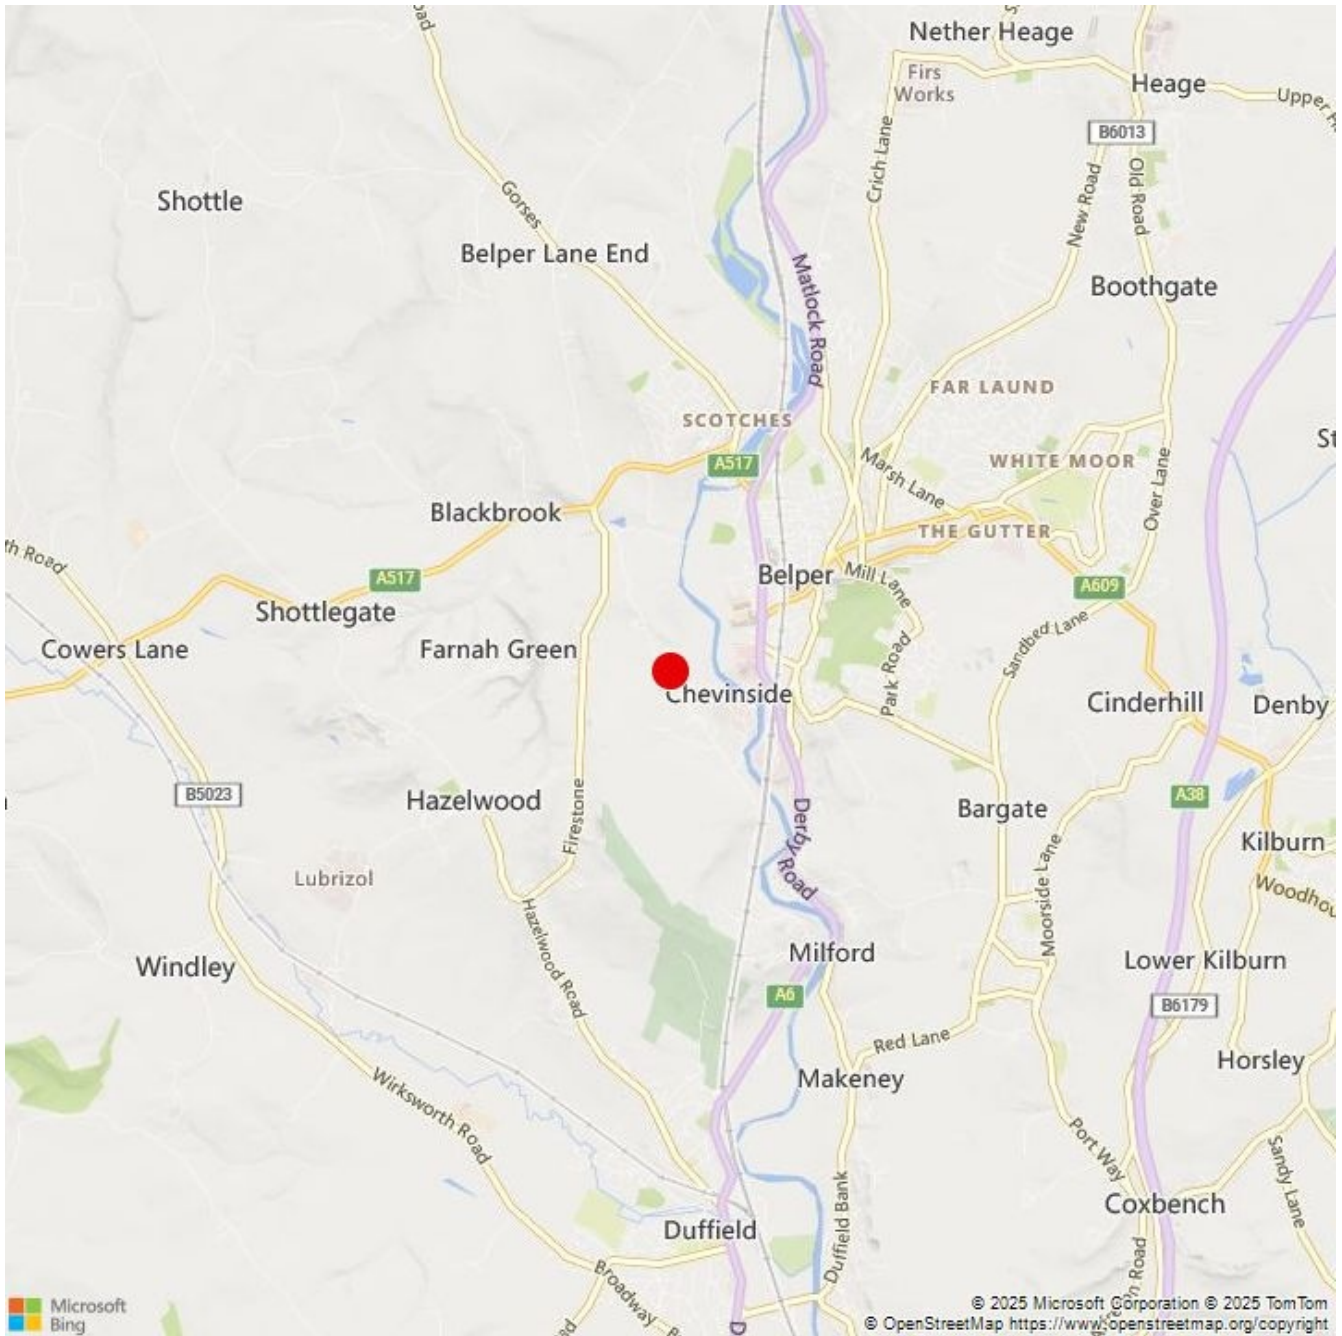 Nether Heage
Firs
Works
Heage
Upper
B6013
Crich Lane
New Road
Old Road
Shottle
Gorses
Belper Lane End
Matlock Road
Boothgate
FAR LAUND
SCOTCHES
A517
Marsh Lane
WHITE MOOR
Over Lane
Blackbrook
THE GUTTER
Belper
Mill Lane
A517
A609
Shottlegate
Cowers Lane
Farnah Green
Sandbed Lane
Park Road
Chevinside
Cinderhill
Denby
B5023
Hazelwood
Firestone
Derby Road
Bargate
A38
Kilburn
Lubrizol
Moorside Lane
Hazelwood Road
Milford
Windley
Lower Kilburn
A6
B6179
Red Lane
Horsley
Makeney
Wirksworth Road
Port Way
Sandy Lane
Coxbench
Duffield
Duffield Bank
Broadway
Road
Microsoft
Bing
© 2025 Microsoft Corporation © 2025 TomTom
© OpenStreetMap https://www.openstreetmap.org/copyright